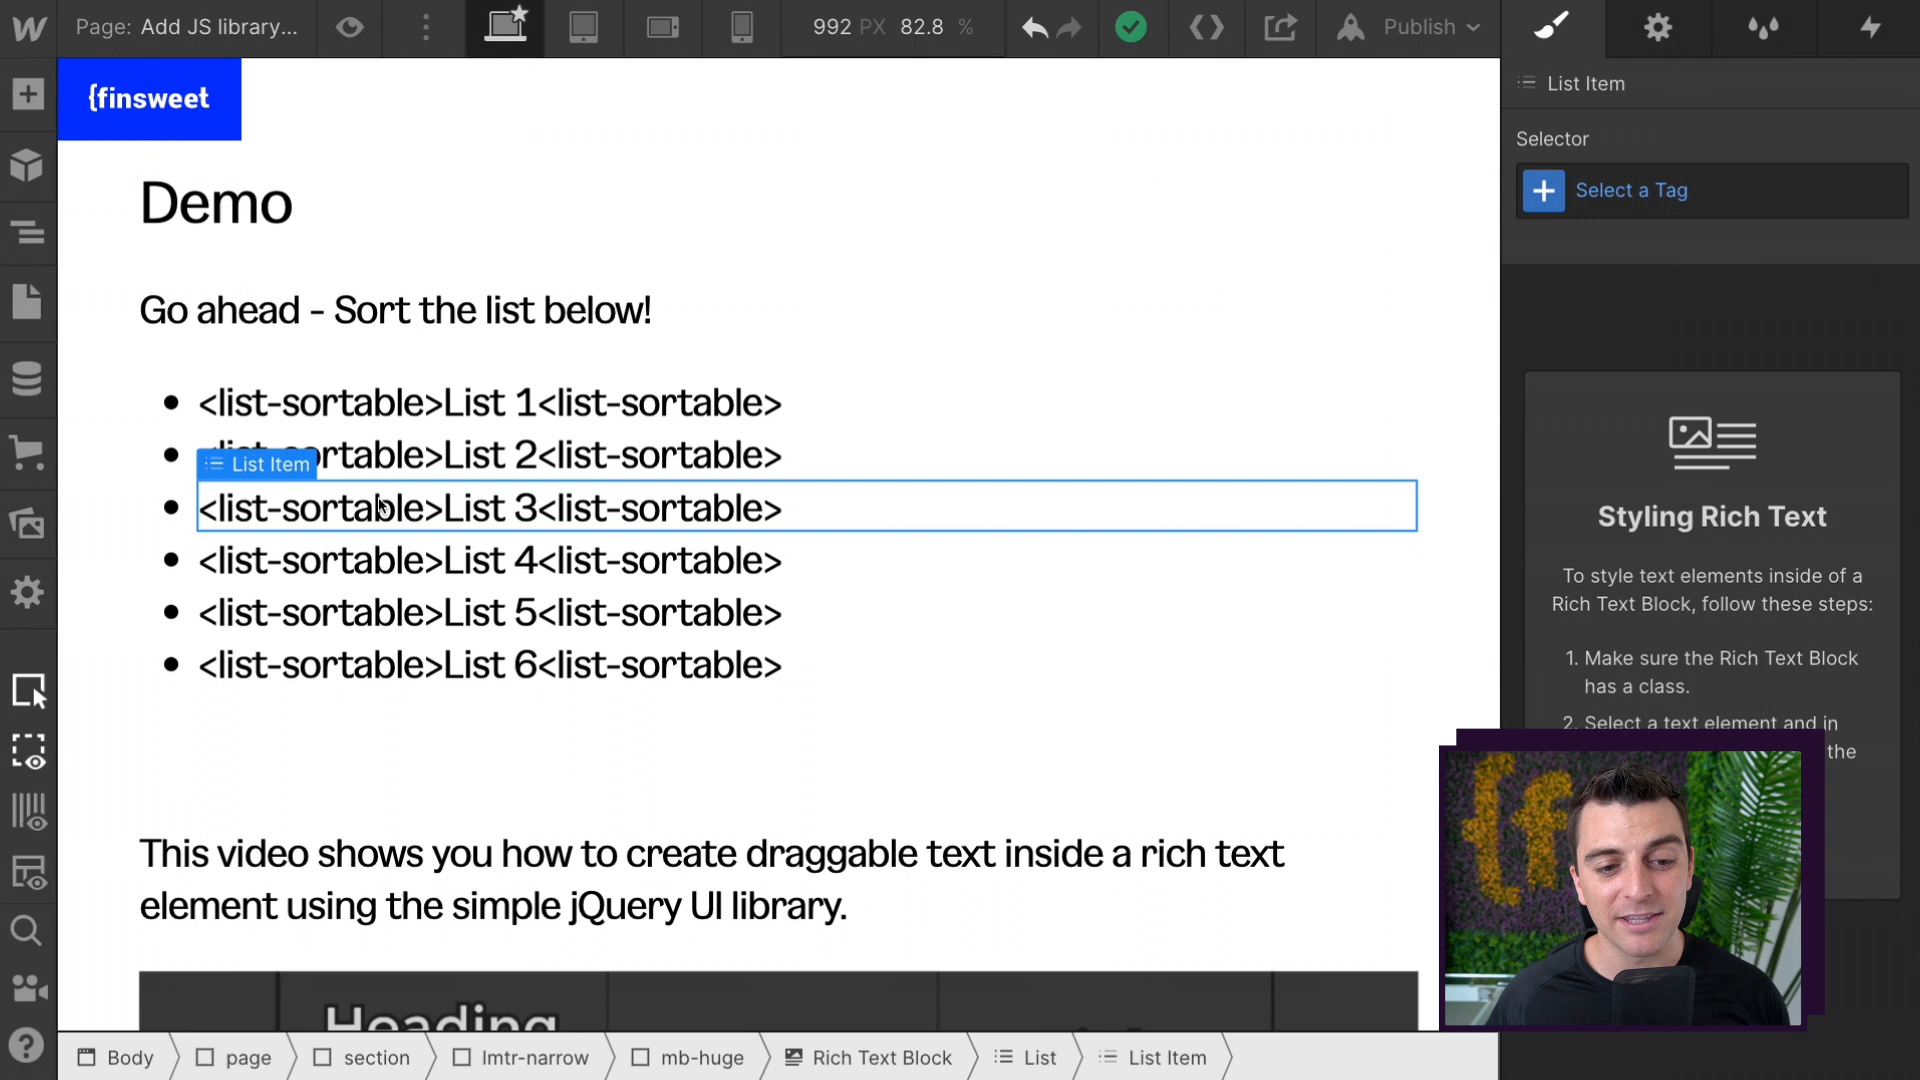 Page: Add JS library...
992 PX 82.8 %
Publish
{finsweet
Demo
Go ahead - Sort the list below!
<list-sortable>List 1<list-sortable>
<list-sortable>List 2<list-sortable>
List Item
<list-sortable>List 3<list-sortable>
<list-sortable>List 4<list-sortable>
<list-sortable>List 5<list-sortable>
<list-sortable>List 6<list-sortable>
This video shows you how to create draggable text inside a rich text
element using the simple jQuery UI library.
Heading
Body
page
section
lmtr-narrow
mb-huge
Rich Text Block
List
List Item
List Item
Selector
Select a Tag
Styling Rich Text
To style text elements inside of a
Rich Text Block, follow these steps:
1. Make sure the Rich Text Block
has a class.
2. Select a text element and in
the